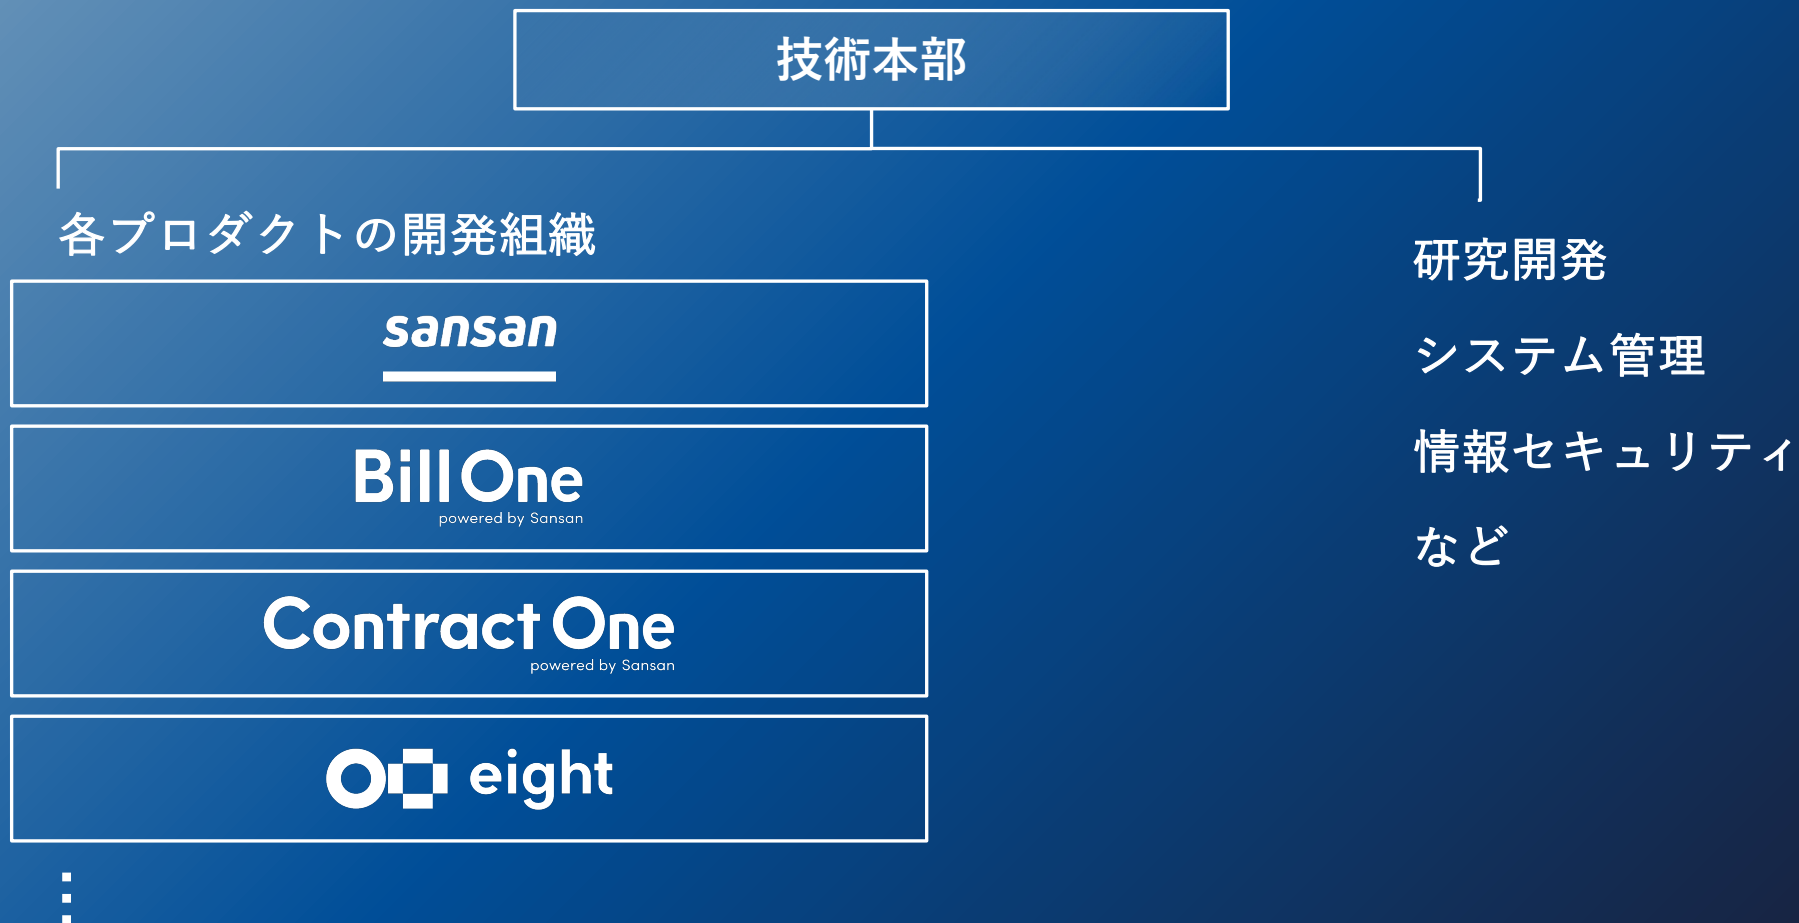 技術本部
各プロダクトの開発組織
sansan
Bill One
powered by Sansan
Contract One
powered by Sansan
eight
研究開発
システム管理
情報セキュリティ
など